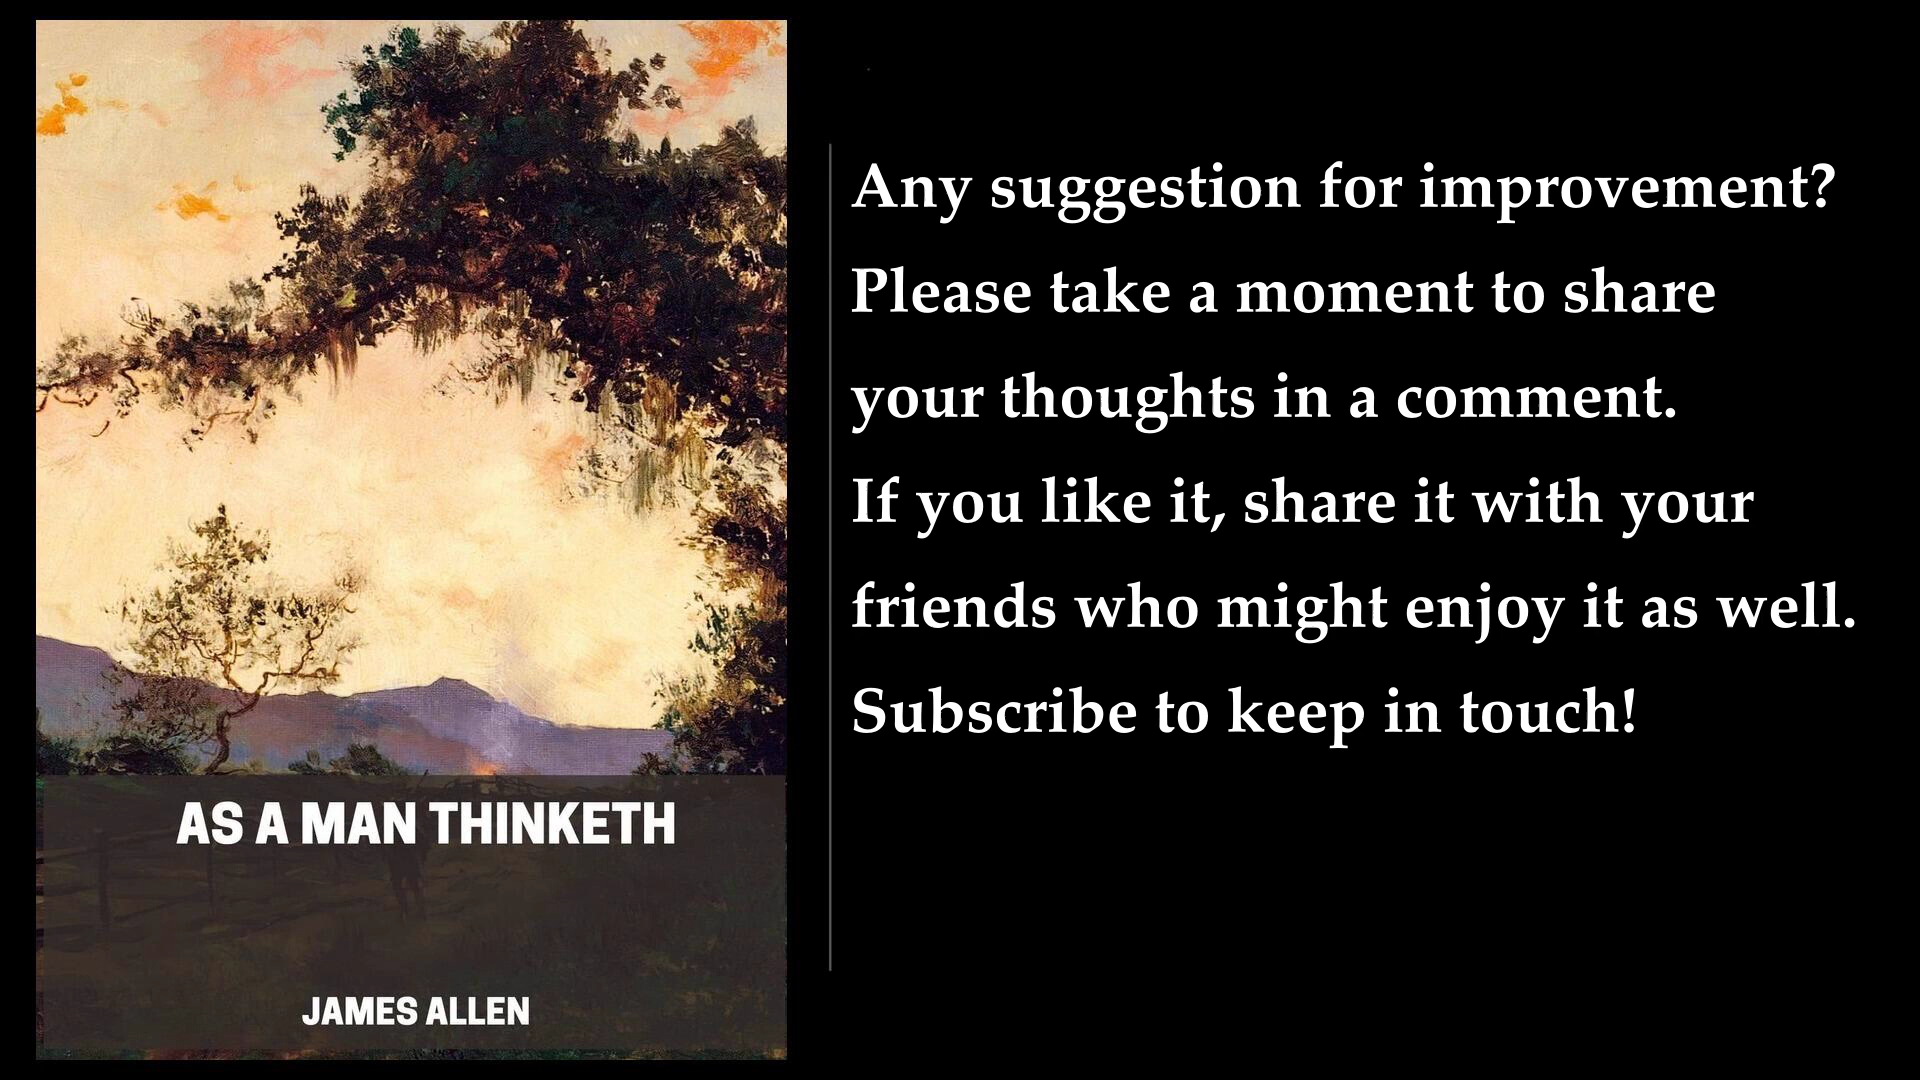 AS A MAN THINKETH
JAMES ALLEN
Any suggestion for improvement?
Please take a moment to share
your thoughts in a comment.
If you like it, share it with your
friends who might enjoy it as well.
Subscribe to keep in touch!